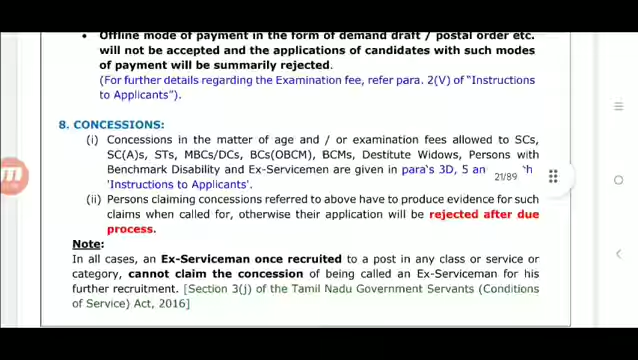 • Offline mode of payment in the form of demand draft / postal order etc.
will not be accepted and the applications of candidates with such modes
of payment will be summarily rejected.
(For further details regarding the Examination fee, refer para. 2(V) of “Instructions
to Applicants”).
8. CONCESSIONS:
(i) Concessions in the matter of age and / or examination fees allowed to SCs,
SC(A)s, STs, MBCs/DCs, BCs(OBCM), BCMs, Destitute Widows, Persons with
Benchmark Disability and Ex-Servicemen are given in para's 3D, 5 an
21/89
'Instructions to Applicants'.
(ii) Persons claiming concessions referred to above have to produce evidence for such
claims when called for, otherwise their application will be rejected after due
process.
Note:
In all cases, an Ex-Serviceman once recruited to a post in any class or service or
category, cannot claim the concession of being called an Ex-Serviceman for his
further recruitment. [Section 3(j) of the Tamil Nadu Government Servants (Conditions
of Service) Act, 2016]